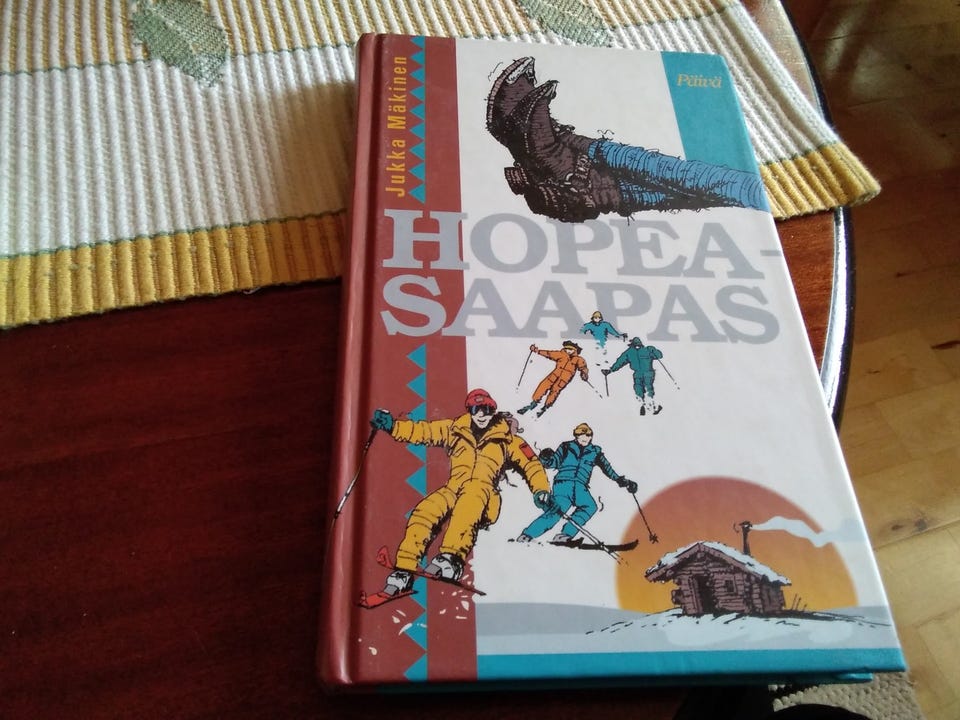 Jukka Mäkinen
Päivä
HOPEA-
SAAPAS